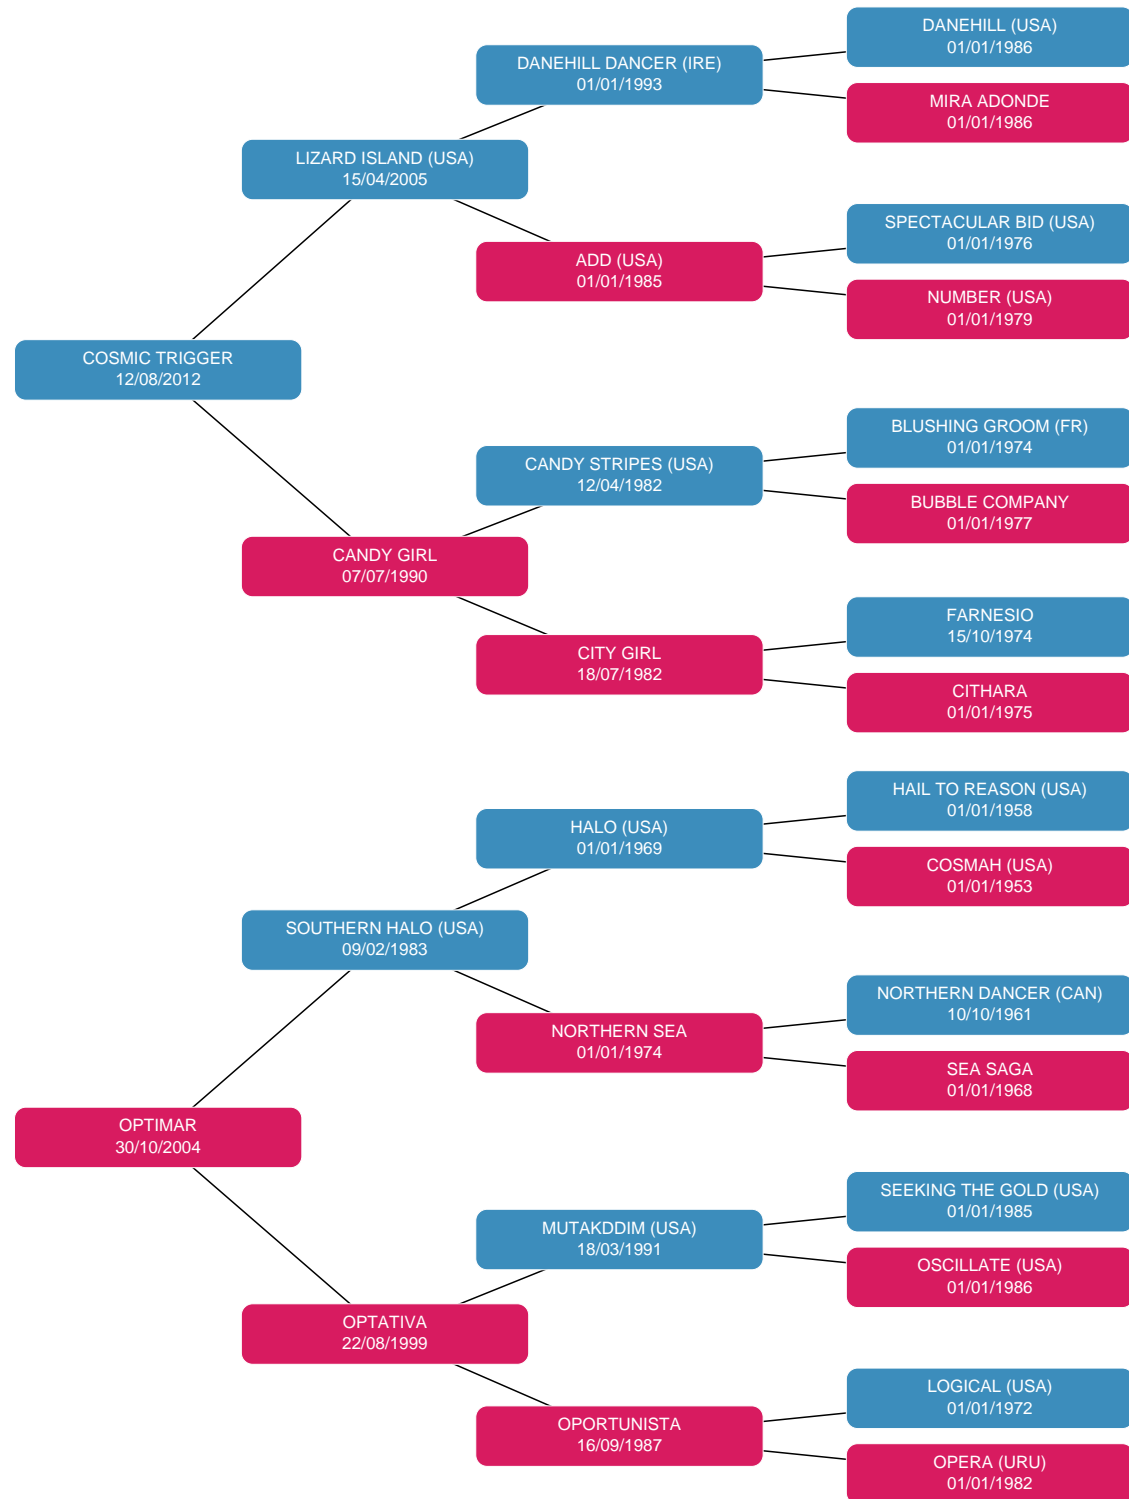 DANEHILL (USA)
01/01/1986
DANEHILL DANCER (IRE)
01/01/1993
MIRA ADONDE
01/01/1986
LIZARD ISLAND (USA)
15/04/2005
SPECTACULAR BID (USA)
01/01/1976
ADD (USA)
01/01/1985
NUMBER (USA)
01/01/1979
COSMIC TRIGGER
12/08/2012
BLUSHING GROOM (FR)
01/01/1974
CANDY STRIPES (USA)
12/04/1982
BUBBLE COMPANY
01/01/1977
CANDY GIRL
07/07/1990
FARNESIO
15/10/1974
CITY GIRL
18/07/1982
CITHARA
01/01/1975
HAIL TO REASON (USA)
01/01/1958
HALO (USA)
01/01/1969
COSMAH (USA)
01/01/1953
SOUTHERN HALO (USA)
09/02/1983
NORTHERN DANCER (CAN)
10/10/1961
NORTHERN SEA
01/01/1974
SEA SAGA
01/01/1968
OPTIMAR
30/10/2004
SEEKING THE GOLD (USA)
01/01/1985
MUTAKDDIM (USA)
18/03/1991
OSCILLATE (USA)
01/01/1986
OPTATIVA
22/08/1999
LOGICAL (USA)
01/01/1972
OPORTUNISTA
16/09/1987
OPERA (URU)
01/01/1982